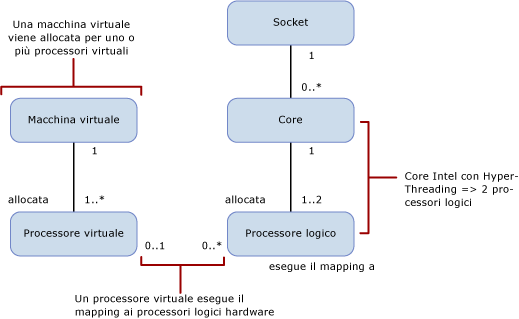 Una macchina virtuale
viene allocata per uno o
più processori virtuali
Socket
1
0..*
Macchina virtuale
Core
1
1
Core Intel con Hyper-
Threading => 2 pro-
cessori logici
allocata
1..*
allocata
1..2
Processore virtuale
Processore logico
0..1
0..*
esegue il mapping a
Un processore virtuale esegue il
mapping ai processori logici hardware